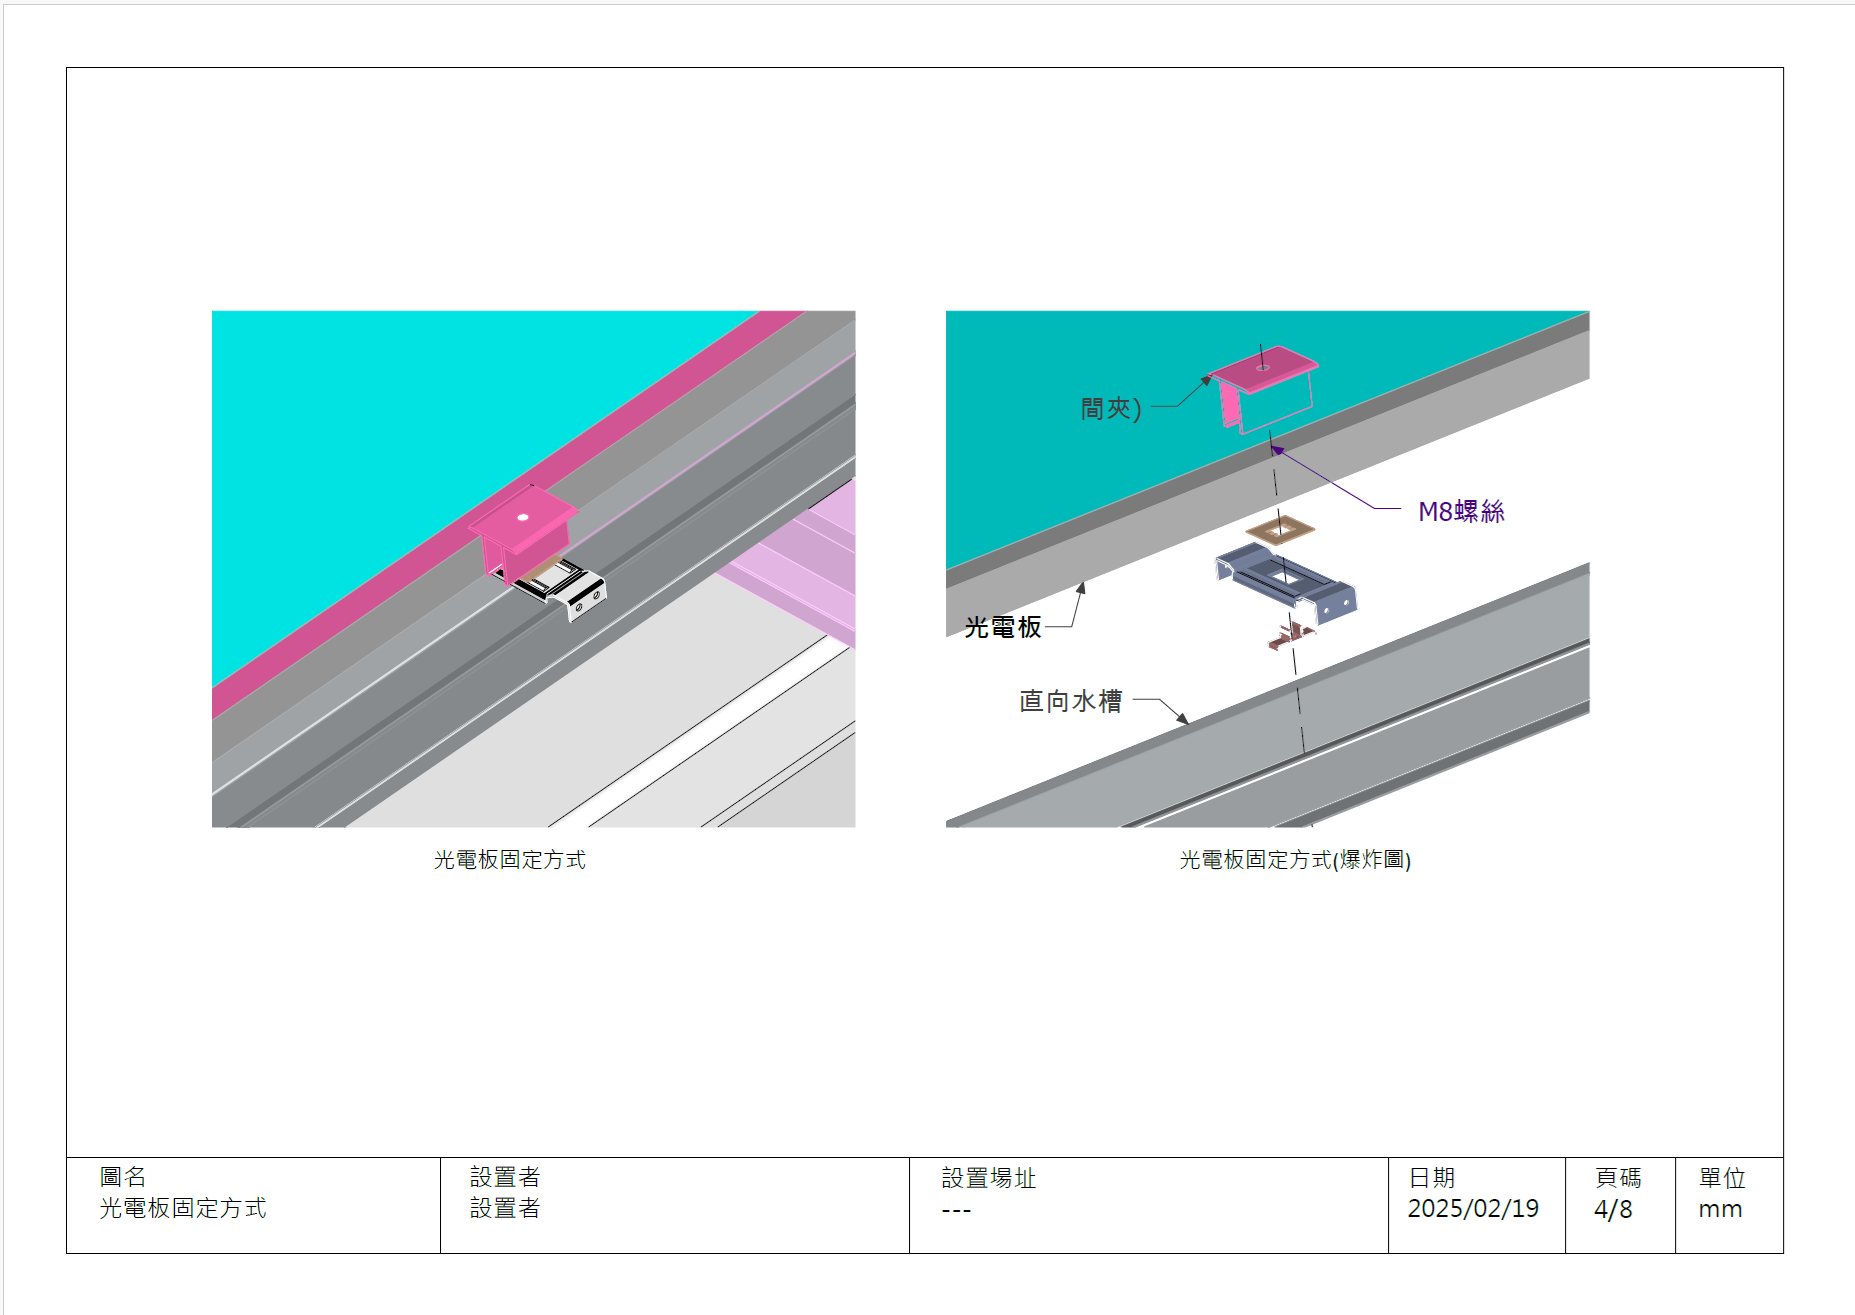 間夾)
M8螺絲
光電板
直向水槽
光電板固定方式
光電板固定方式(爆炸圖)
圖名
光電板固定方式
設置者
設置者
設置場址
---
日期
2025/02/19
頁碼
4/8
單位
mm